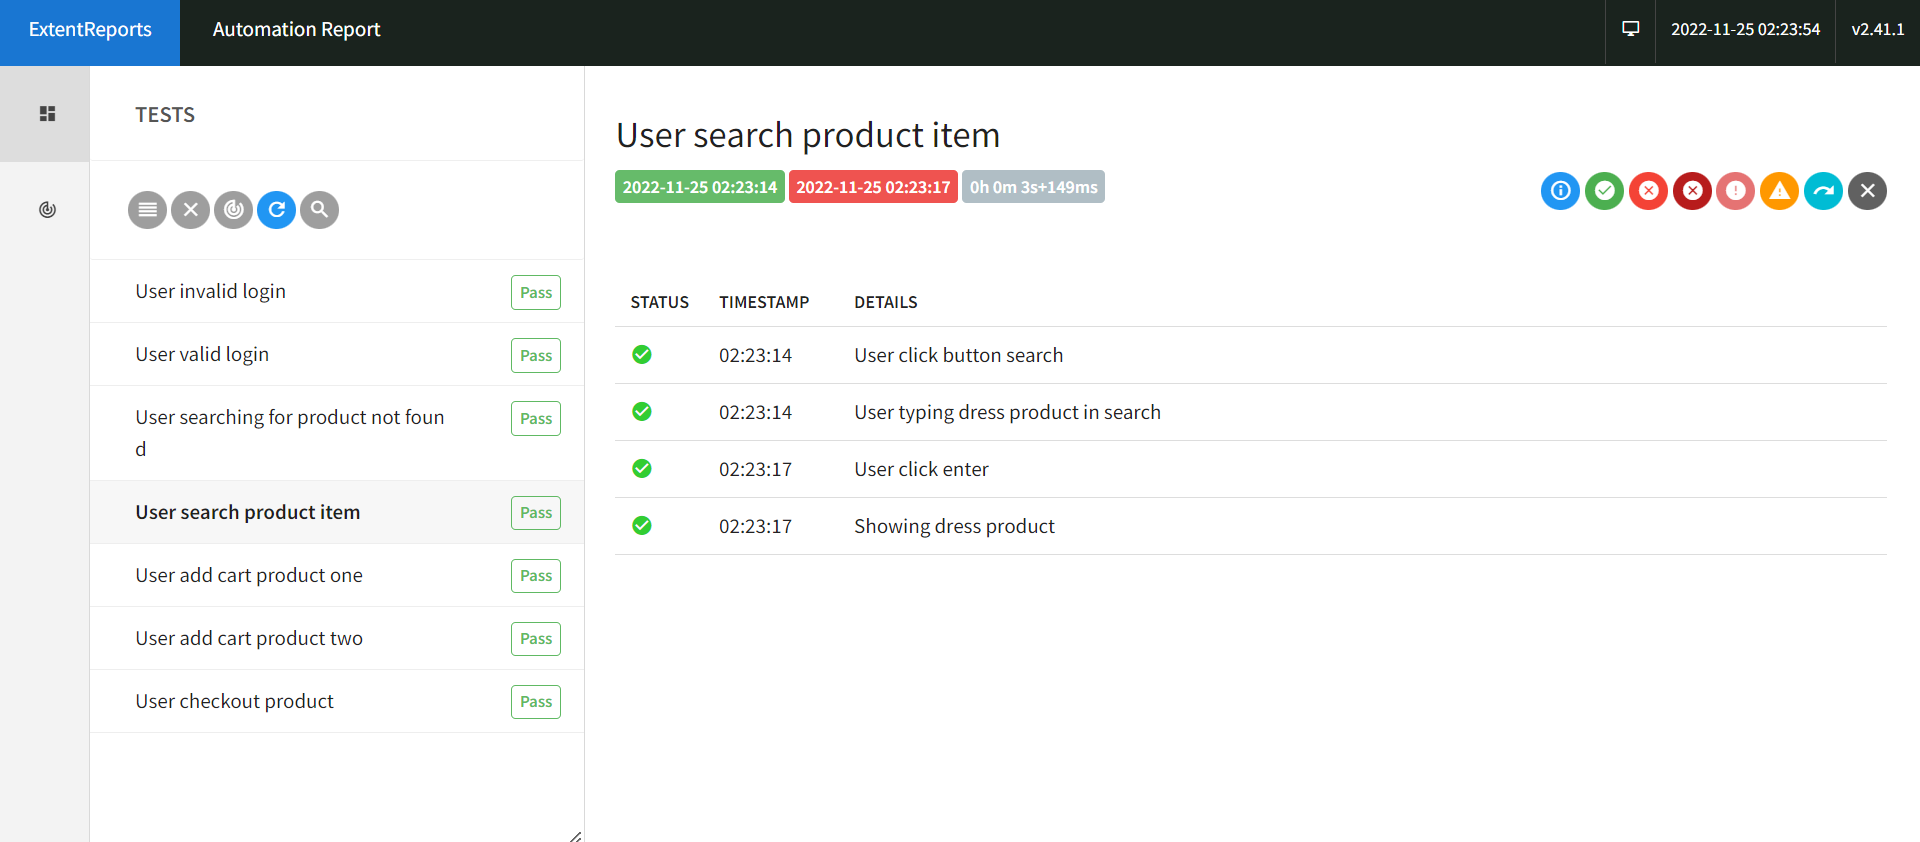 ExtentReports
Automation Report
2022-11-25 02:23:54
v2.41.1
TESTS
User invalid login
Pass
User valid login
Pass
User searching for product not foun
d
Pass
User search product item
Pass
User add cart product one
Pass
User add cart product two
Pass
User checkout product
Pass
User search product item
2022-11-25 02:23:14 2022-11-25 02:23:17 0h 0m 3s+149ms
STATUS TIMESTAMP DETAILS
02:23:14 User click button search
02:23:14 User typing dress product in search
02:23:17 User click enter
02:23:17 Showing dress product